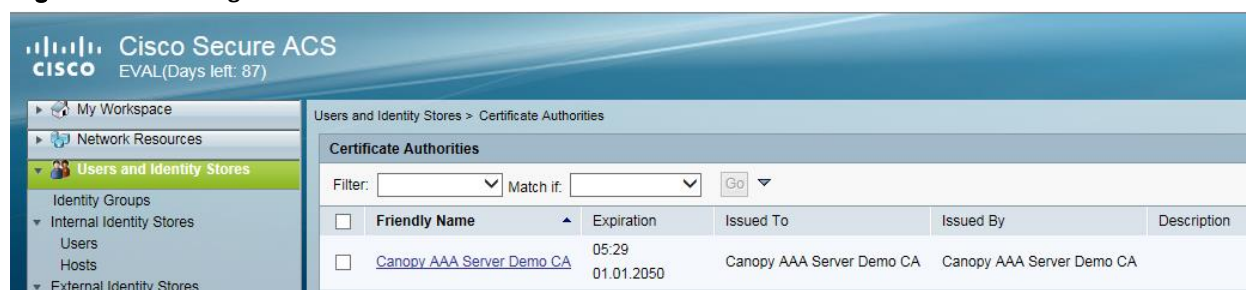 Cisco Secure ACS
CISCO EVAL(Days left: 87)
My Workspace
Network Resources
Users and Identity Stores
Identity Groups
Internal Identity Stores
Users
Hosts
External Identity Stores
Users and Identity Stores > Certificate Authorities
Certificate Authorities
Filter: Match if: Go
Friendly Name Expiration Issued To Issued By Description
Canopy AAA Server Demo CA 05:29 01.01.2050 Canopy AAA Server Demo CA Canopy AAA Server Demo CA